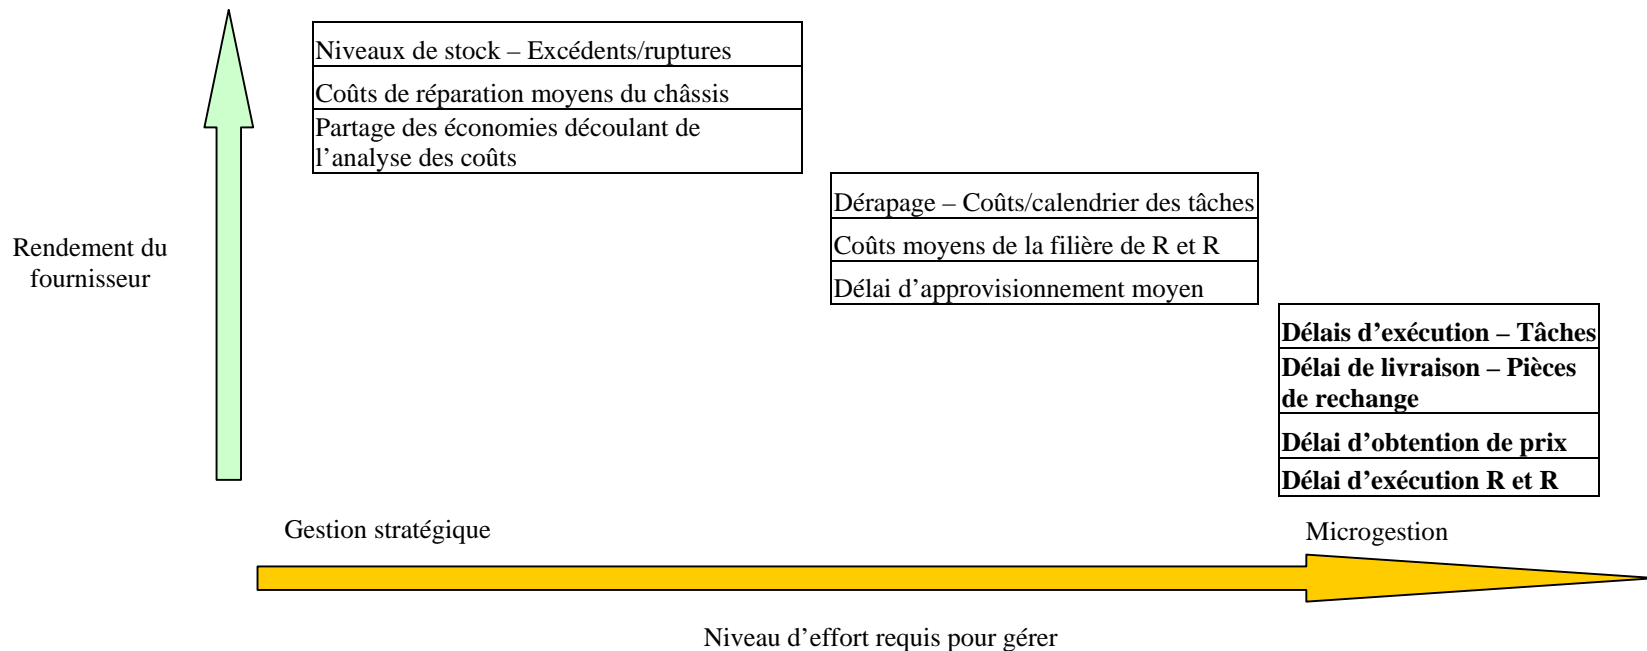 Niveaux de stock – Excédents/ruptures
Coûts de réparation moyens du châssis
Partage des économies découlant de
l’analyse des coûts
Dérapage – Coûts/calendrier des tâches
Coûts moyens de la filière de R et R
Délai d’approvisionnement moyen
Rendement du
fournisseur
Délais d’exécution – Tâches
Délai de livraison – Pièces
de rechange
Délai d’obtention de prix
Délai d’exécution R et R
Gestion stratégique
Microgestion
Niveau d’effort requis pour gérer